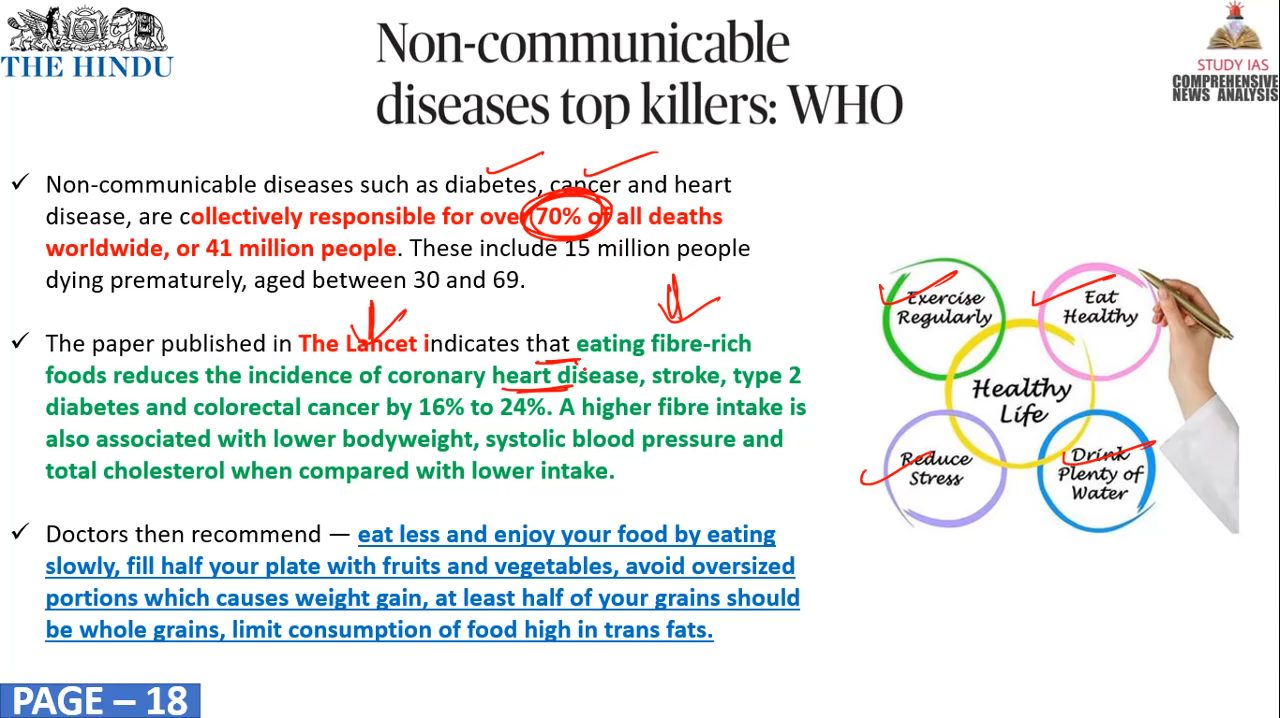 THE HINDU
Non-communicable
diseases top killers: WHO
STUDY IAS
COMPREHENSIVE
NEWS ANALYSIS
✓ Non-communicable diseases such as diabetes, cancer and heart
disease, are collectively responsible for over 70% of all deaths
worldwide, or 41 million people. These include 15 million people
dying prematurely, aged between 30 and 69.
✓ The paper published in The Lancet indicates that eating fibre-rich
foods reduces the incidence of coronary heart disease, stroke, type 2
diabetes and colorectal cancer by 16% to 24%. A higher fibre intake is
also associated with lower bodyweight, systolic blood pressure and
total cholesterol when compared with lower intake.
✓ Doctors then recommend — eat less and enjoy your food by eating
slowly, fill half your plate with fruits and vegetables, avoid oversized
portions which causes weight gain, at least half of your grains should
be whole grains, limit consumption of food high in trans fats.
Exercise
Regularly
Eat
Healthy
Healthy
Life
Reduce
Stress
Drink
Plenty of
Water
PAGE – 18